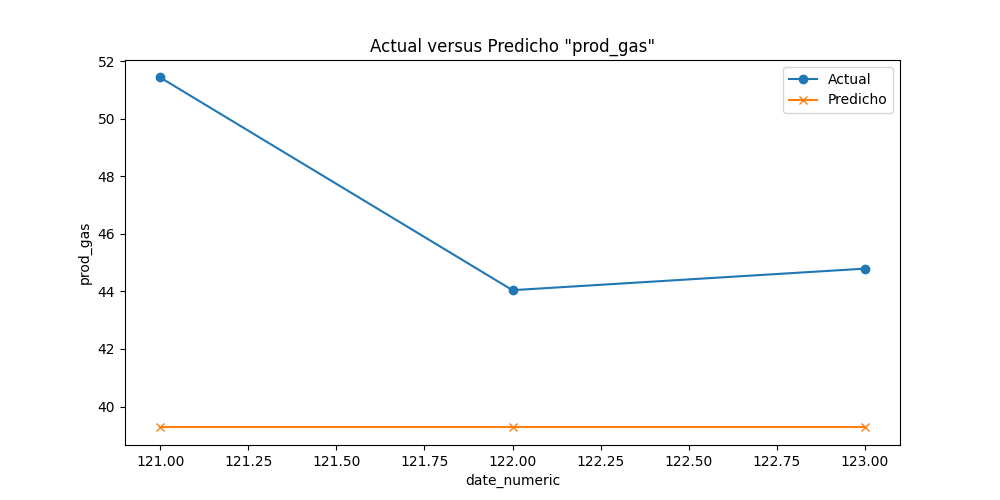 Actual versus Predicho "prod_gas"
52
50
48
46
44
42
40
prod_gas
Actual
Predicho
121.00 121.25 121.50 121.75 122.00 122.25 122.50 122.75 123.00
date_numeric